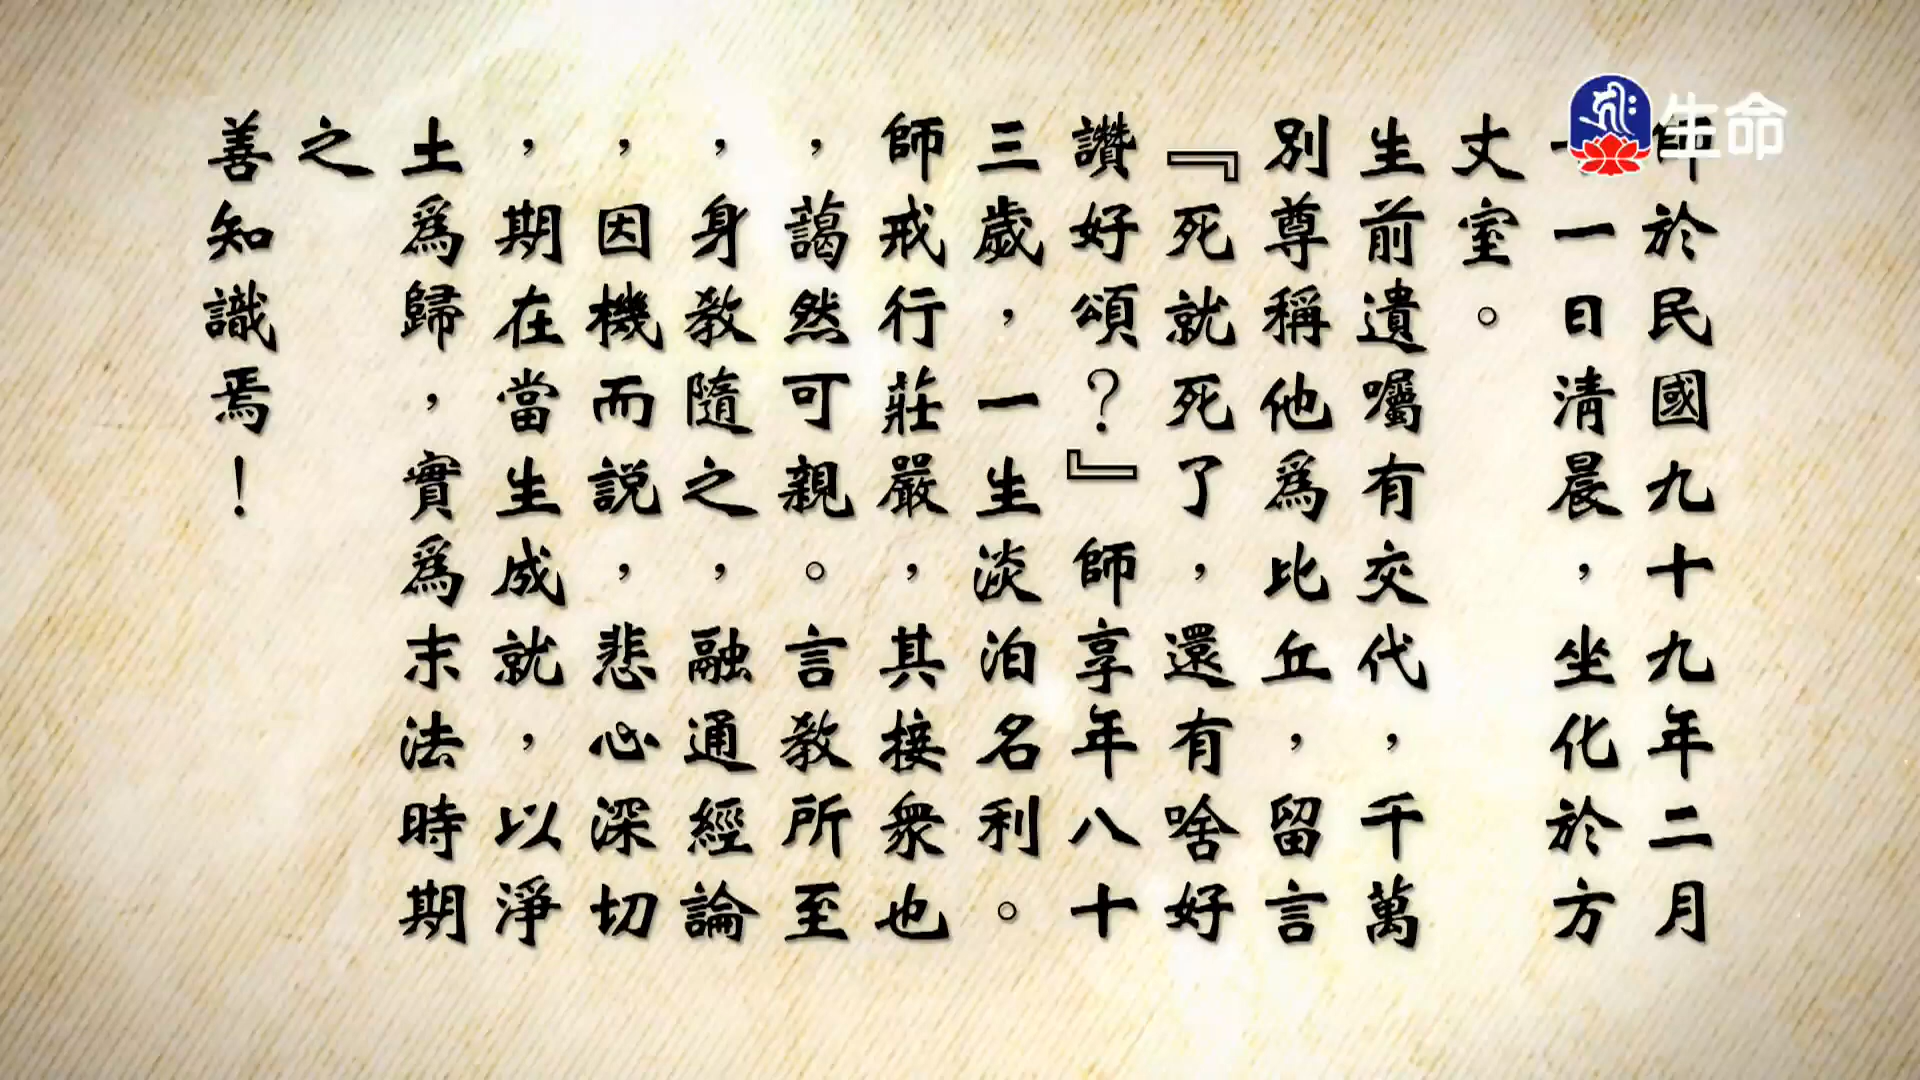 師於民國九十九年二月
一日清晨，坐化於方
丈室。
生前遺囑有交代，千萬
別尊稱他為比丘，留言
『死就死死了，還有啥好
讚好頌？』師享年八十
三歲，一生淡泊名利。
師戒行莊嚴，其接眾也
，藹然可親。言教所至
，身教隨之，融通經論
，因機而說，悲心深切
，期在當生成就，以淨
土為歸，實為末法時期
之
善知識焉！
生命